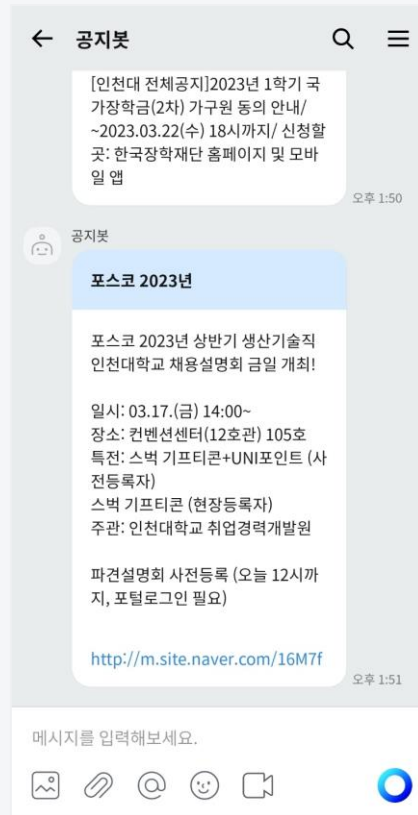 공지봇
[인천대 전체공지]2023년 1학기 국
가장학금(2차) 가구원 동의 안내/
~2023.03.22(수) 18시까지/ 신청할
곳: 한국장학재단 홈페이지 및 모바
일 앱
오후 1:50
공지봇
포스코 2023년
포스코 2023년 상반기 생산기술직
인천대학교 채용설명회 금일 개최!
일시: 03.17.(금) 14:00~
장소: 컨벤션센터(12호관) 105호
특전: 스벅 기프티콘+UNI포인트 (사
전등록자)
스벅 기프티콘 (현장등록자)
주관: 인천대학교 취업경력개발원
파견설명회 사전등록 (오늘 12시까
지, 포털로그인 필요)
http://m.site.naver.com/16M7f
오후 1:51
메시지를 입력해보세요.